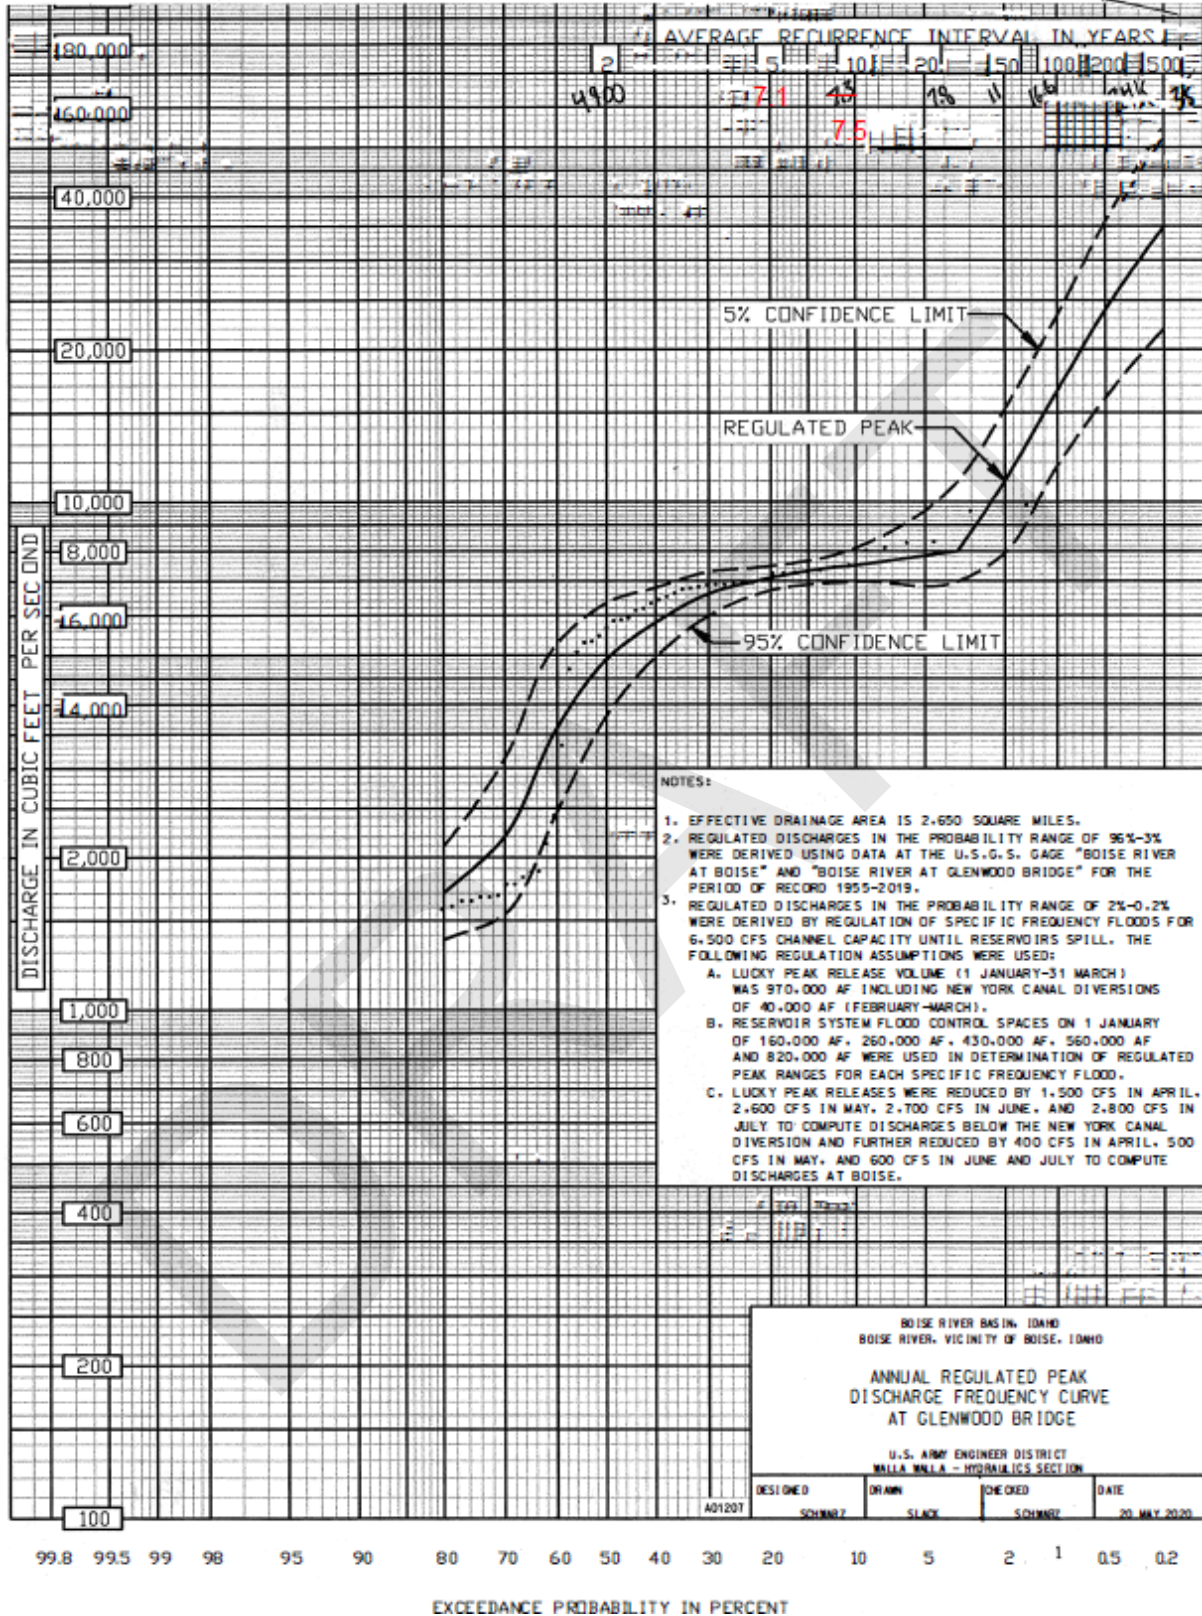 AVERAGE RECURRENCE INTERVAL IN YEARS
2 5 10 20 50 100 200 500
4900 7.1 7.8 11
7.5
80,000
60,000
40,000
20,000
10,000
8,000
6,000
4,000
2,000
1,000
800
600
400
200
100
DISCHARGE IN CUBIC FEET PER SECOND
5% CONFIDENCE LIMIT
REGULATED PEAK
95% CONFIDENCE LIMIT
DRAFT
NOTES:
1. EFFECTIVE DRAINAGE AREA IS 2,650 SQUARE MILES.
2. REGULATED DISCHARGES IN THE PROBABILITY RANGE OF 96%-3%
WERE DERIVED USING DATA AT THE U.S.G.S. GAGE "BOISE RIVER
AT BOISE" AND "BOISE RIVER AT GLENWOOD BRIDGE" FOR THE
PERIOD OF RECORD 1955-2019.
3. REGULATED DISCHARGES IN THE PROBABILITY RANGE OF 2%-0.2%
WERE DERIVED BY REGULATION OF SPECIFIC FREQUENCY FLOODS FOR
6,500 CFS CHANNEL CAPACITY UNTIL RESERVOIRS SPILL. THE
FOLLOWING REGULATION ASSUMPTIONS WERE USED:
A. LUCKY PEAK RELEASE VOLUME (1 JANUARY-31 MARCH)
WAS 970,000 AF INCLUDING NEW YORK CANAL DIVERSIONS
OF 40,000 AF (FEBRUARY-MARCH).
B. RESERVOIR SYSTEM FLOOD CONTROL SPACES ON 1 JANUARY
OF 160,000 AF, 260,000 AF, 430,000 AF, 560,000 AF
AND 820,000 AF WERE USED IN DETERMINATION OF REGULATED
PEAK RANGES FOR EACH SPECIFIC FREQUENCY FLOOD.
C. LUCKY PEAK RELEASES WERE REDUCED BY 1,500 CFS IN APRIL,
2,600 CFS IN MAY, 2,700 CFS IN JUNE, AND 2,800 CFS IN
JULY TO COMPUTE DISCHARGES BELOW THE NEW YORK CANAL
DIVERSION AND FURTHER REDUCED BY 400 CFS IN APRIL, 500
CFS IN MAY, AND 600 CFS IN JUNE AND JULY TO COMPUTE
DISCHARGES AT BOISE.
BOISE RIVER BASIN, IDAHO
BOISE RIVER, VICINITY OF BOISE, IDAHO
ANNUAL REGULATED PEAK
DISCHARGE FREQUENCY CURVE
AT GLENWOOD BRIDGE
U.S. ARMY ENGINEER DISTRICT
WALLA WALLA - HYDRAULICS SECTION
DESIGNED DRAWN CHECKED DATE
A01207 SCHWARZ SLACK SCHWARZ 20 MAY 2020
99.8 99.5 99 98 95 90 80 70 60 50 40 30 20 10 5 2 1 0.5 0.2
EXCEEDANCE PROBABILITY IN PERCENT